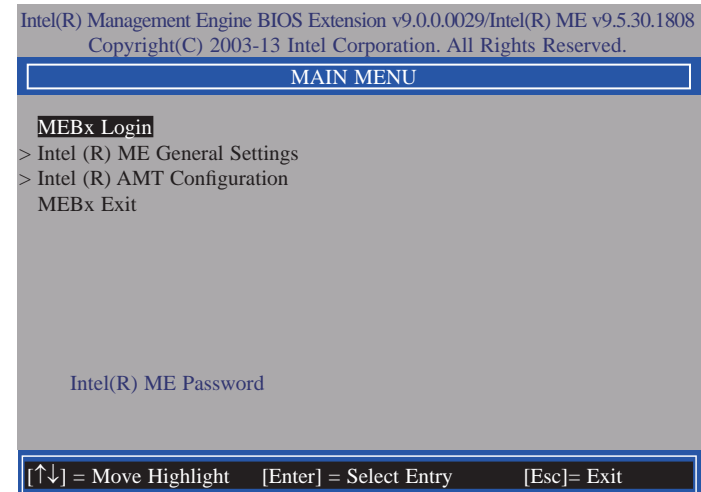 Intel(R) Management Engine BIOS Extension v9.0.0.0029/Intel(R) ME v9.5.30.1808
Copyright(C) 2003-13 Intel Corporation. All Rights Reserved.
MAIN MENU
MEBx Login
> Intel (R) ME General Settings
> Intel (R) AMT Configuration
MEBx Exit
Intel(R) ME Password
[↑↓] = Move Highlight [Enter] = Select Entry [Esc]= Exit